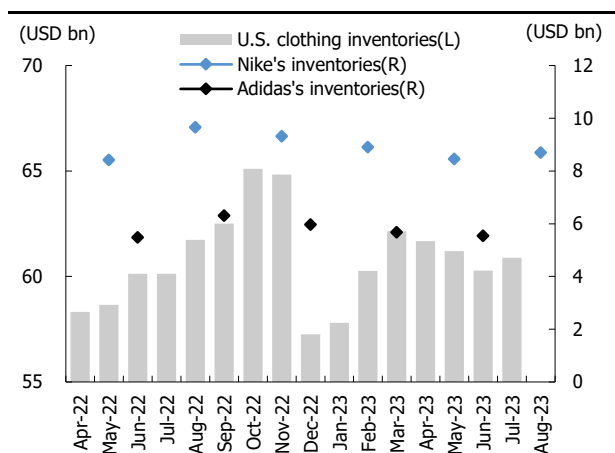 (USD bn) (USD bn)
U.S. clothing inventories(L)
Nike's inventories(R)
Adidas's inventories(R)
70 12
10
65 8
6
60 4
2
55 0
Apr-22 May-22 Jun-22 Jul-22 Aug-22 Sep-22 Oct-22 Nov-22 Dec-22 Jan-23 Feb-23 Mar-23 Apr-23 May-23 Jun-23 Jul-23 Aug-23